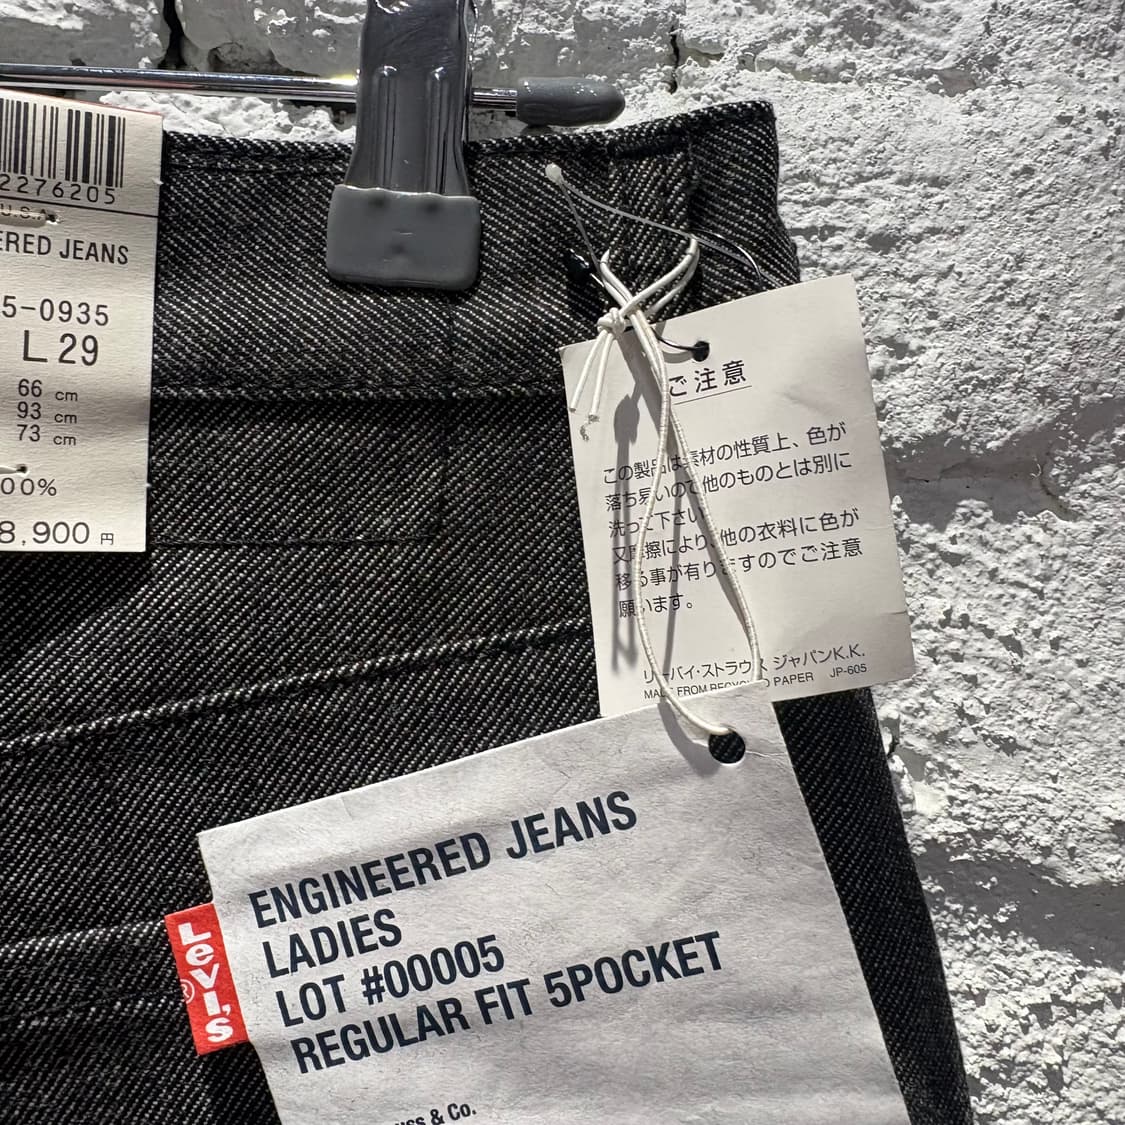 2276205
U.S.A.
ERED JEANS
5-0935
L 29
66 cm
93 cm
73 cm
00%
8,900 円
ご注意
この製品は素材の性質上、色が
落ち易いので他のものとは別に
洗って下さい。
又摩擦により、他の衣料に色が
移る事が有りますのでご注意
願います。
リーバイ・ストラウス ジャパンK.K.
MADE FROM RECYCLED PAPER JP-605
ENGINEERED JEANS
LADIES
LOT #00005
REGULAR FIT 5POCKET
Levi's ®
uss & Co.